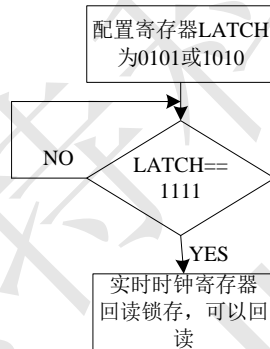 配置寄存器LATCH
为0101或1010
NO
LATCH==
1111
YES
实时时钟寄存器
回读锁存，可以回
读